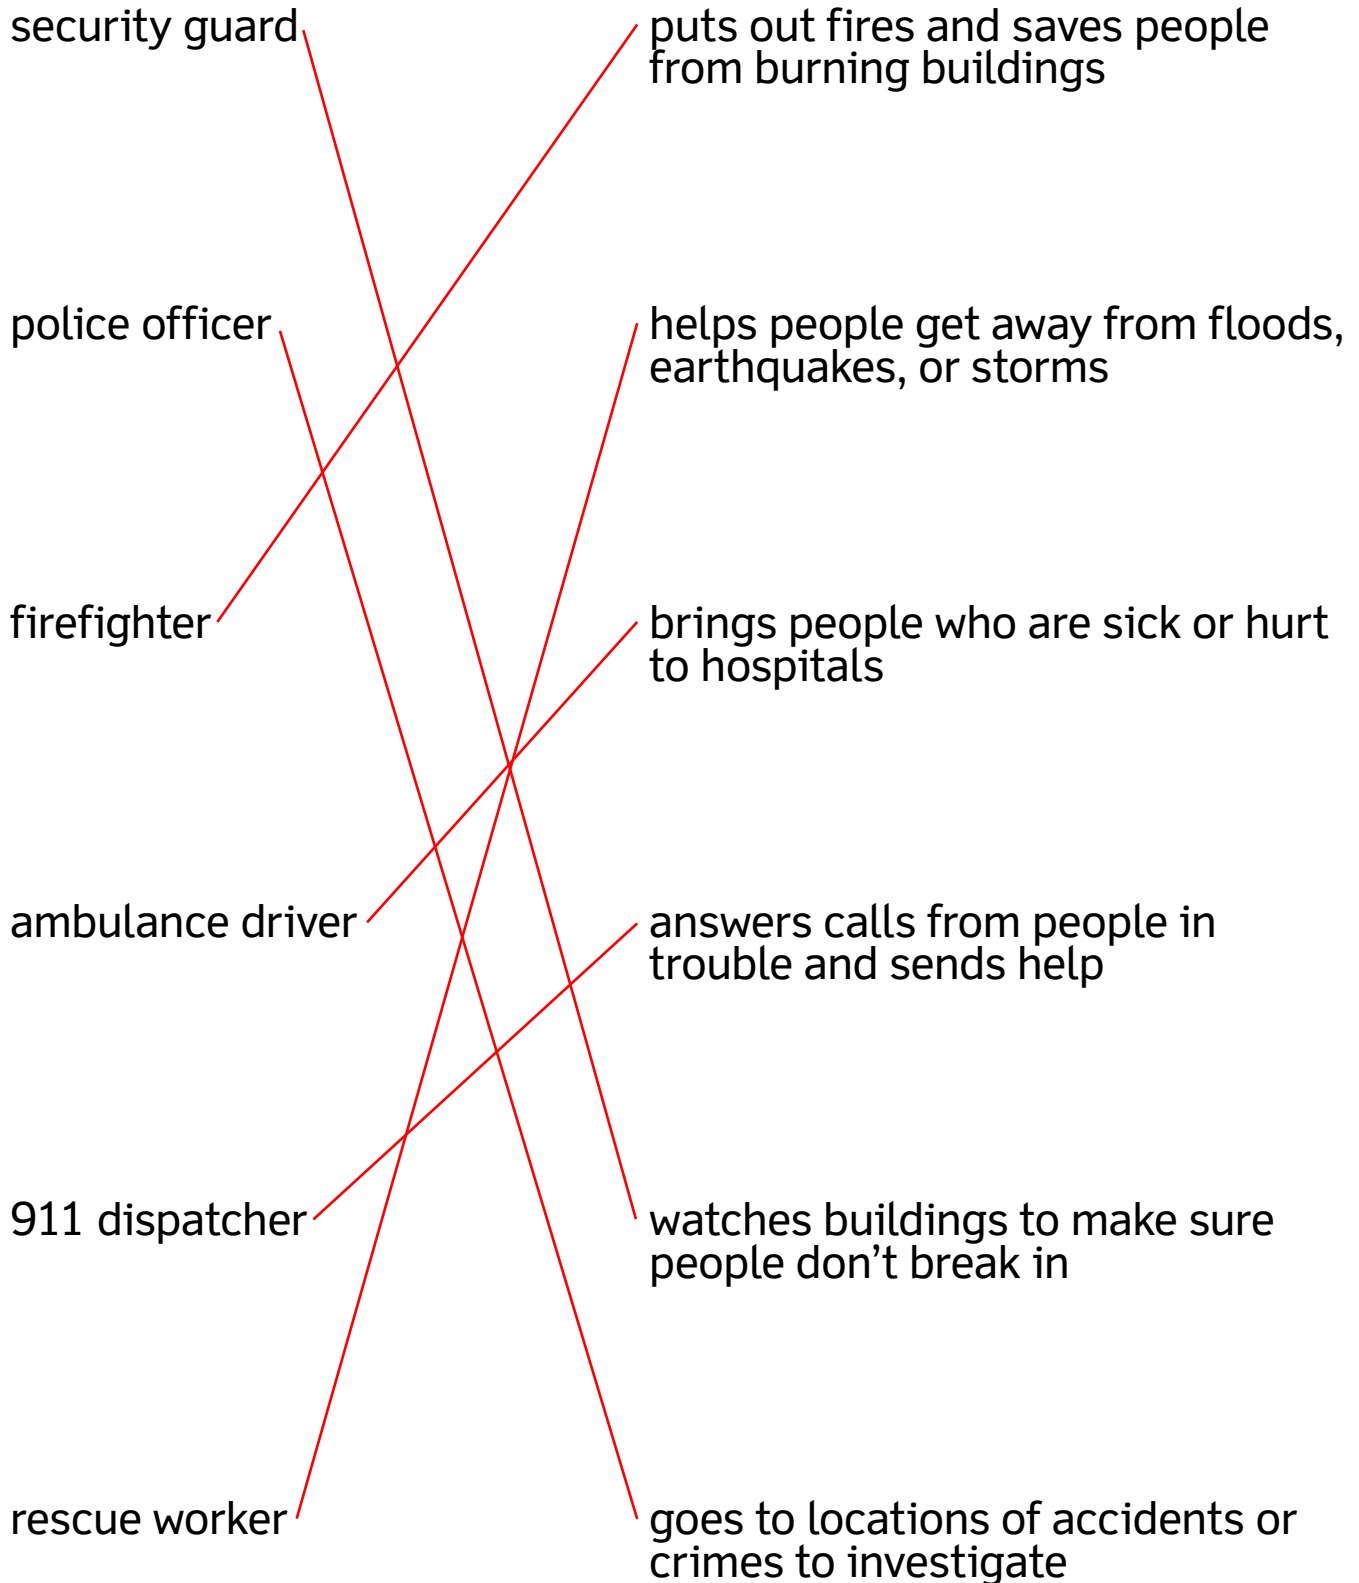 security guard
puts out fires and saves people
from burning buildings
police officer
helps people get away from floods,
earthquakes, or storms
firefighter
brings people who are sick or hurt
to hospitals
ambulance driver
answers calls from people in
trouble and sends help
911 dispatcher
watches buildings to make sure
people don’t break in
rescue worker
goes to locations of accidents or
crimes to investigate